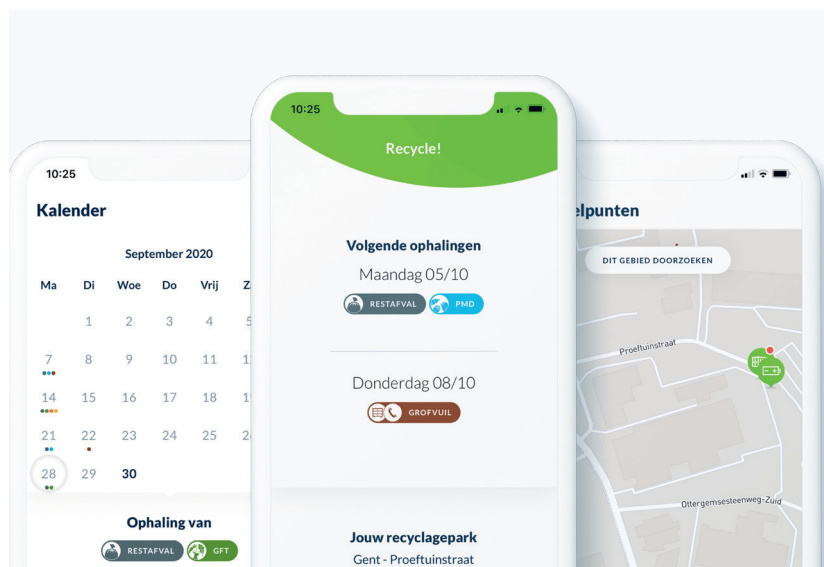 10:25
Kalender
September 2020
Ma Di Woe Do Vrij
1 2 3 4 5
7 8 9 10 11
14 15 16 17 18
21 22 23 24 25
28 29 30
Ophaling van
RESTAFVAL GFT
10:25
Recycle!
Volgende ophalingen
Maandag 05/10
RESTAFVAL PMD
Donderdag 08/10
GROFVUIL
Jouw recyclagepark
Gent - Proeftuinstraat
elpunten
DIT GEBIED DOORZOEKEN
Proeftuinstraat
Ottergemsesteenweg-Zuid